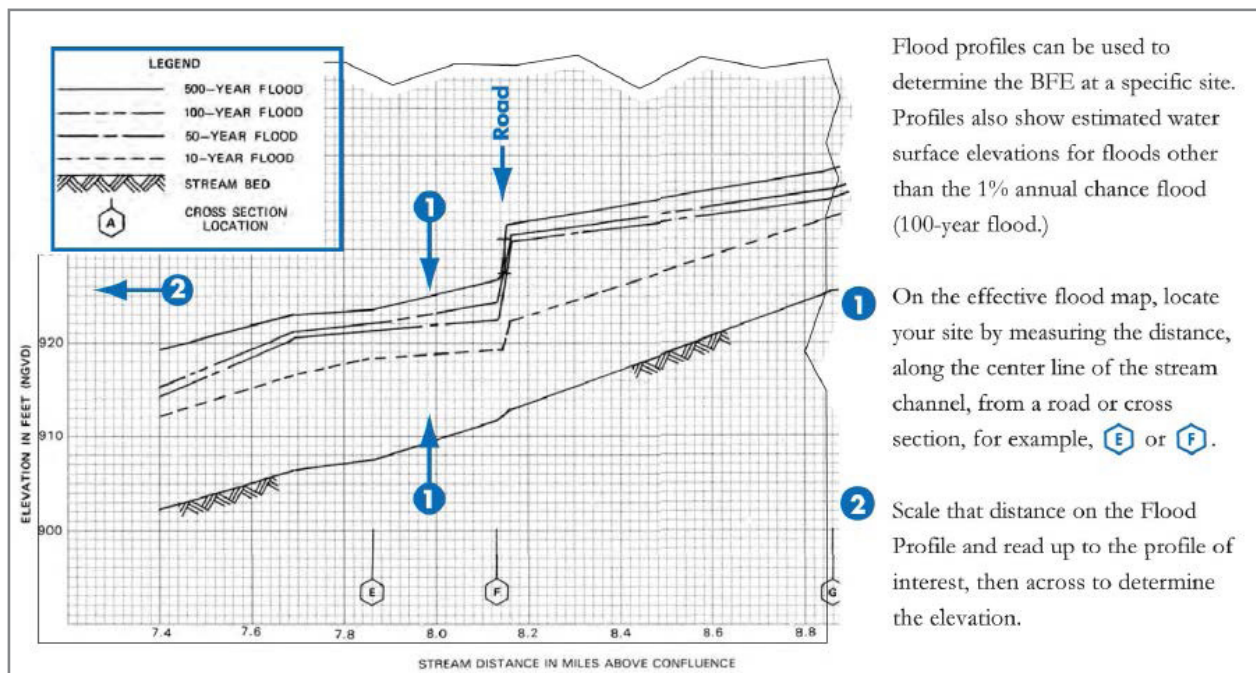 LEGEND
500-YEAR FLOOD
100-YEAR FLOOD
50-YEAR FLOOD
10-YEAR FLOOD
STREAM BED
A
CROSS SECTION
LOCATION
Road
1
2
1
ELEVATION IN FEET (NGVD)
920
910
900
E
F
G
7.4 7.6 7.8 8.0 8.2 8.4 8.6 8.8
STREAM DISTANCE IN MILES ABOVE CONFLUENCE
Flood profiles can be used to
determine the BFE at a specific site.
Profiles also show estimated water
surface elevations for floods other
than the 1% annual chance flood
(100-year flood.)
1 On the effective flood map, locate
your site by measuring the distance,
along the center line of the stream
channel, from a road or cross
section, for example, E or F.
2 Scale that distance on the Flood
Profile and read up to the profile of
interest, then across to determine
the elevation.